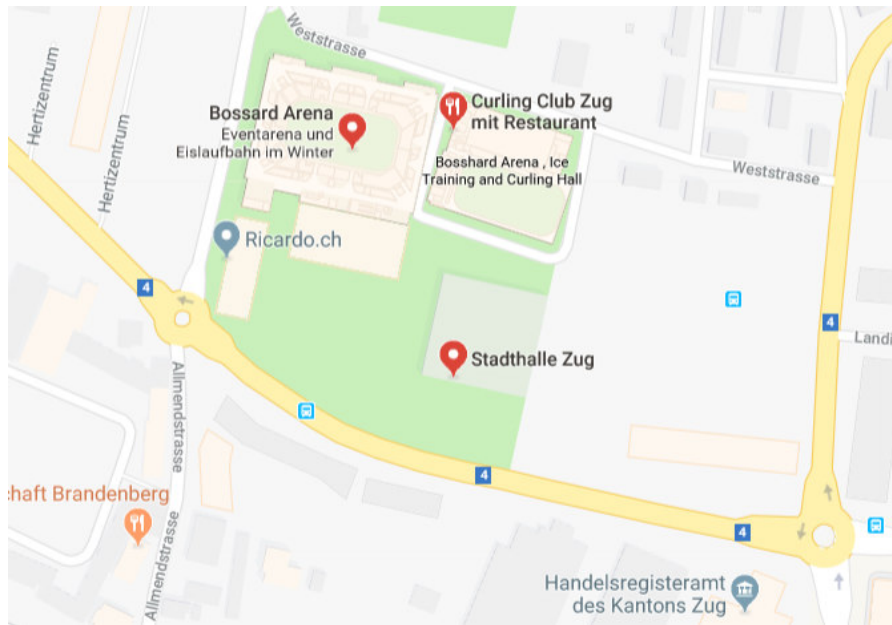 Weststrasse
Hertizentrum
Hertizentrum
Bossard Arena
Eventarena und
Eislaufbahn im Winter
Curling Club Zug
mit Restaurant
Bosshard Arena , Ice
Training and Curling Hall
Weststrasse
Ricardo.ch
4
4
Landi
Stadthalle Zug
Allmendstrasse
4
chaft Brandenberg
4
Allmendstrasse
Handelsregisteramt
des Kantons Zug